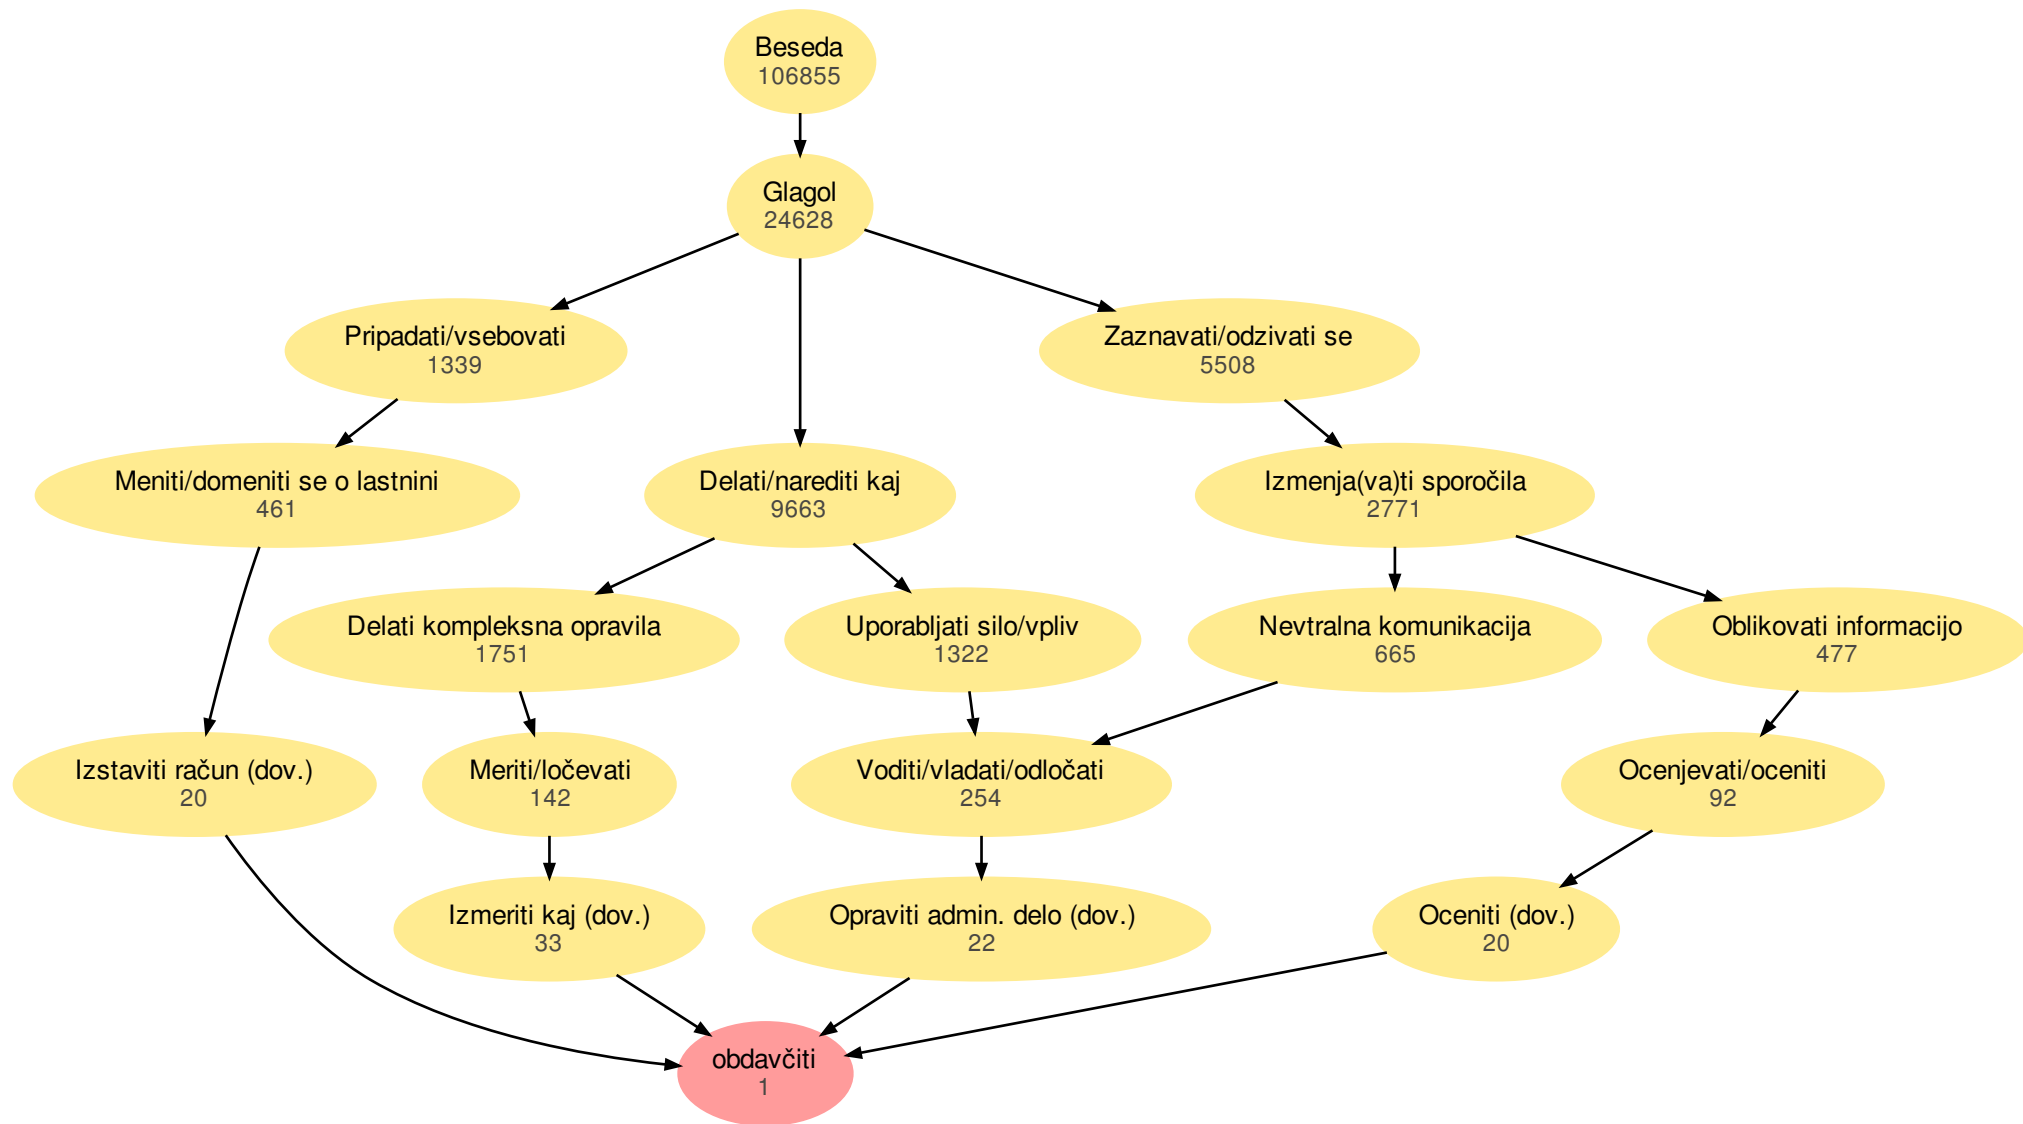 Beseda
106855
Glagol
24628
Pripadati/vsebovati
1339
Zaznavati/odzivati se
5508
Meniti/domeniti se o lastnini
461
Delati/narediti kaj
9663
Izmenja(va)ti sporočila
2771
Delati kompleksna opravila
1751
Uporabljati silo/vpliv
1322
Nevtralna komunikacija
665
Oblikovati informacijo
477
Izstaviti račun (dov.)
20
Meriti/ločevati
142
Voditi/vladati/odločati
254
Ocenjevati/oceniti
92
Izmeriti kaj (dov.)
33
Opraviti admin. delo (dov.)
22
Oceniti (dov.)
20
obdavčiti
1